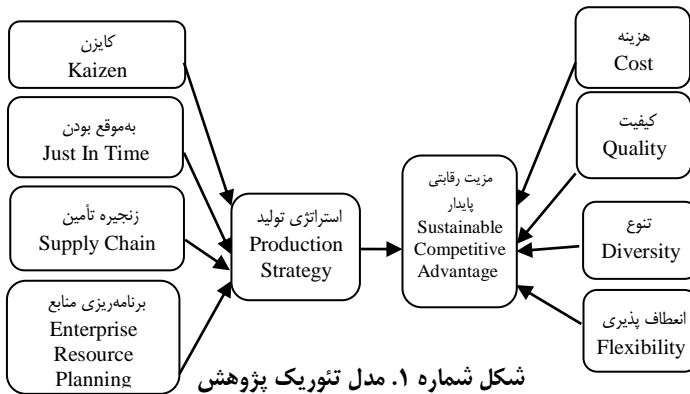 کایزن
Kaizen
به‌موقع بودن
Just In Time
زنجیره تأمین
Supply Chain
برنامه‌ریزی منابع
Enterprise
Resource
Planning
استراتژی تولید
Production
Strategy
مزیت رقابتی
پایدار
Sustainable
Competitive
Advantage
هزینه
Cost
کیفیت
Quality
تنوع
Diversity
انعطاف پذیری
Flexibility
شکل شماره ۱. مدل تئوریک پژوهش